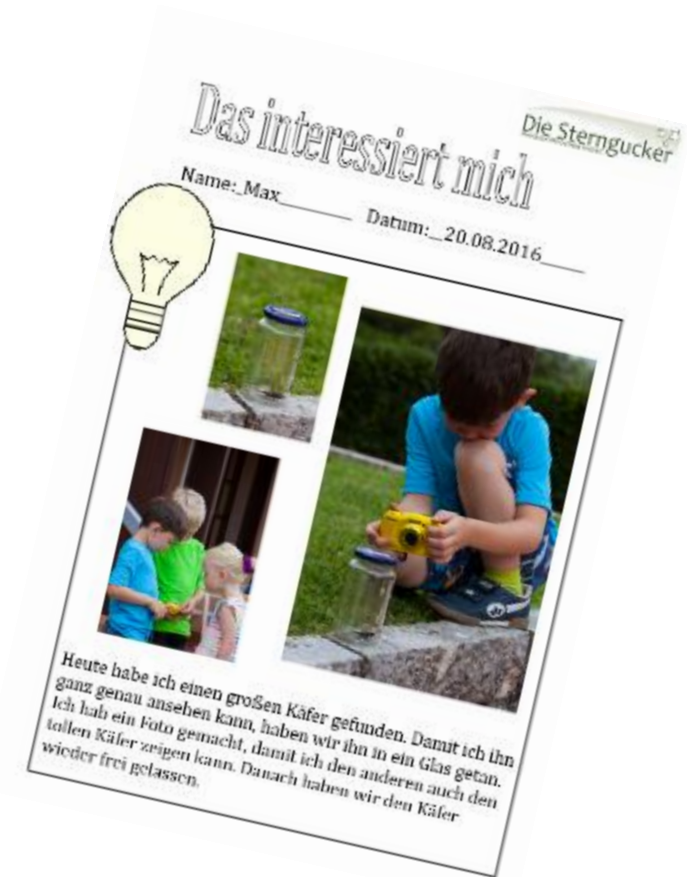 Die Sterngucker
Das interessiert mich
Name:_Max________ Datum:__20.08.2016_____
Heute habe ich einen großen Käfer gefunden. Damit ich ihn
ganz genau ansehen kann, haben wir ihn in ein Glas getan.
Ich hab ein Foto gemacht, damit ich den anderen auch den
tollen Käfer zeigen kann. Danach haben wir den Käfer
wieder frei gelassen.